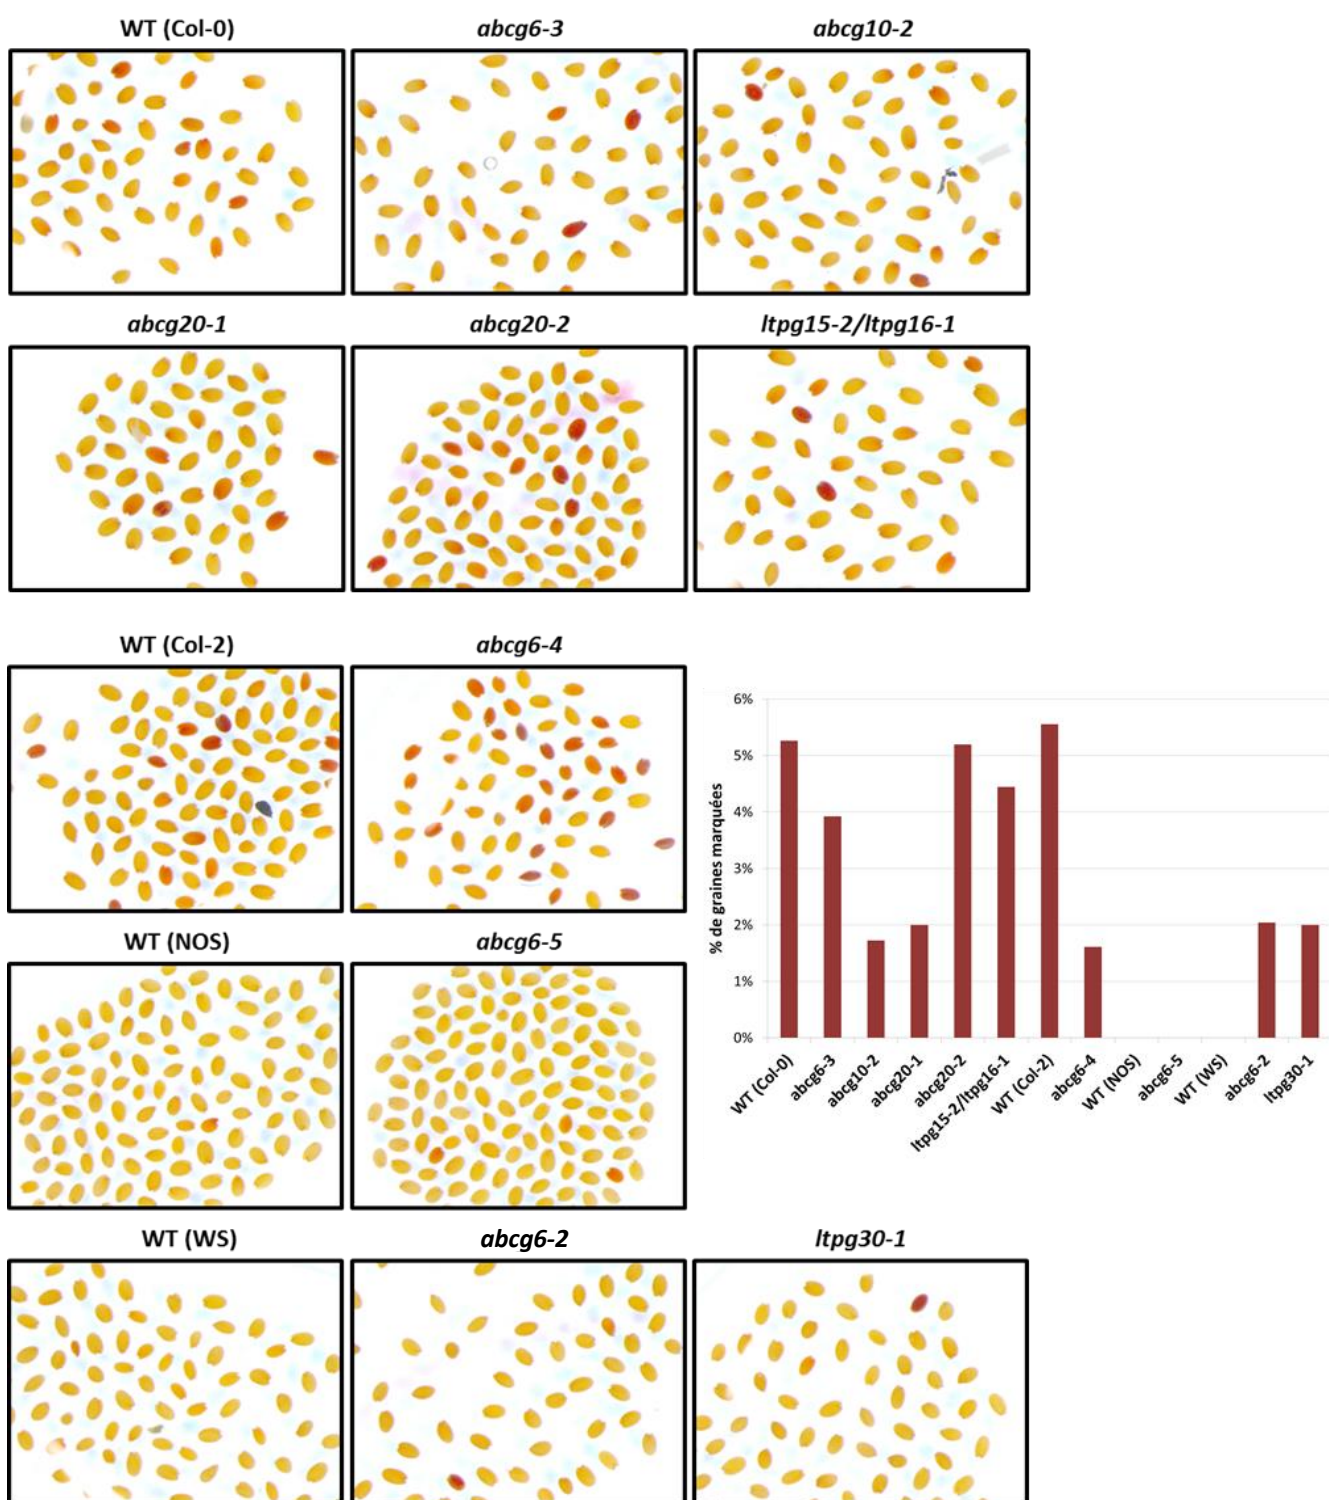 WT (Col-0) abcg6-3 abcg10-2
abcg20-1 abcg20-2 ltpg15-2/ltpg16-1
WT (Col-2) abcg6-4
6%
5%
4%
3%
2%
1%
0%
% de graines marquées
WT (Col-0)
abcg6-3
abcg10-2
abcg20-1
abcg20-2
ltpg15-2/ltpg16-1
WT (Col-2)
abcg6-4
WT (NOS)
abcg6-5
WT (WS)
abcg6-2
ltpg30-1
WT (NOS) abcg6-5
WT (WS) abcg6-2 ltpg30-1